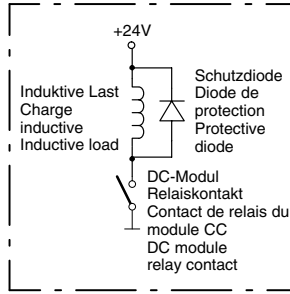 +24V
Induktive Last
Charge
inductive
Inductive load
Schutzdiode
Diode de
protection
Protective
diode
DC-Modul
Relaiskontakt
Contact de relais du
module CC
DC module
relay contact